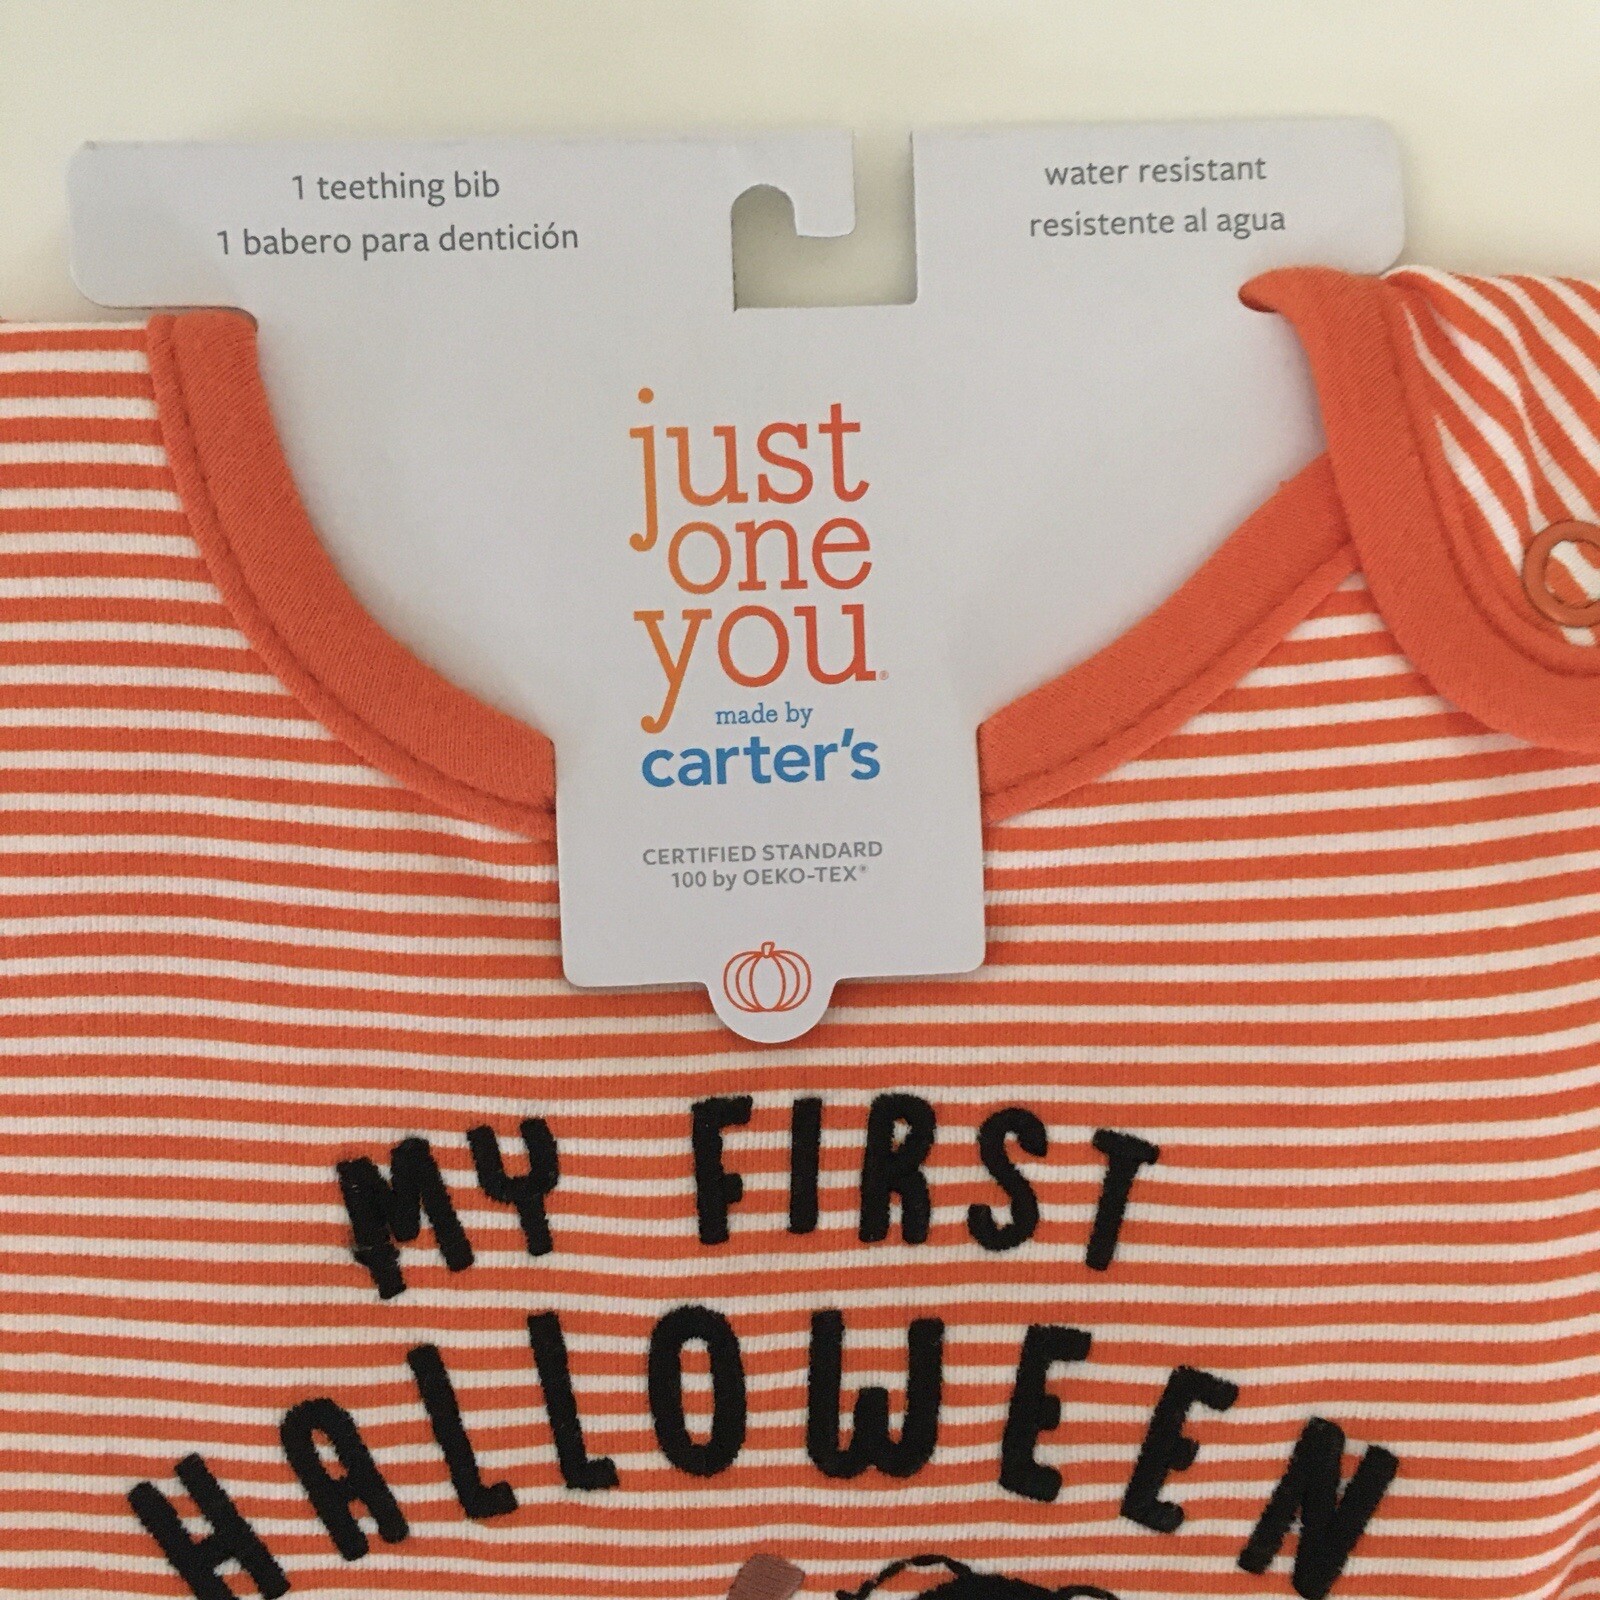 1 teething bib
1 babero para dentición
water resistant
resistente al agua
just
one
you®
made by
carter's
CERTIFIED STANDARD
100 by OEKO-TEX®
MY FIRST
HALLOWEEN